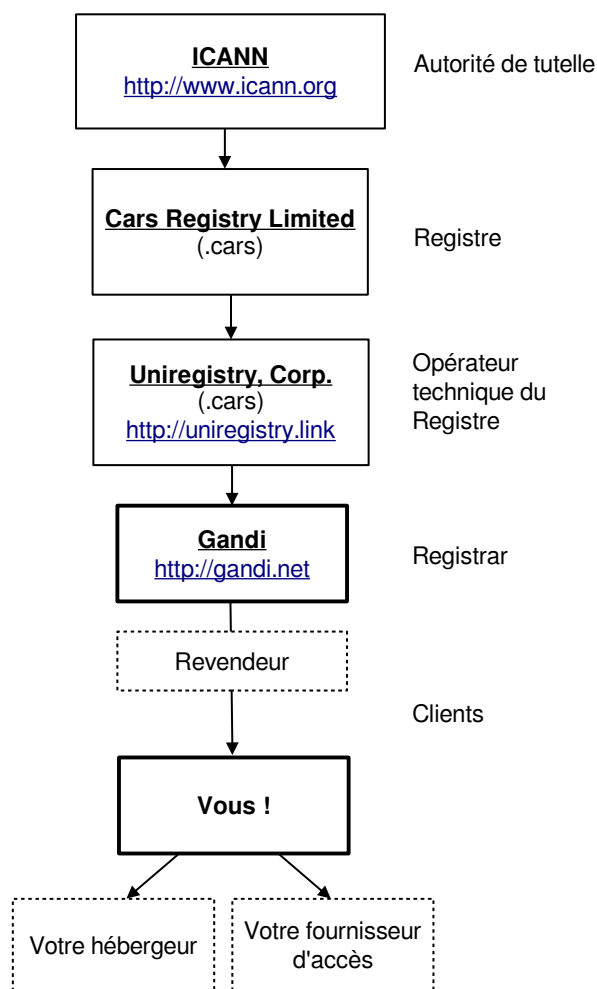 ICANN
http://www.icann.org
Autorité de tutelle
Cars Registry Limited
(.cars)
Registre
Uniregistry, Corp.
(.cars)
http://uniregistry.link
Opérateur
technique du
Registre
Gandi
http://gandi.net
Registrar
Revendeur
Clients
Vous !
Votre hébergeur
Votre fournisseur
d'accès